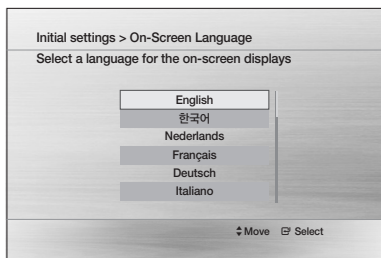 Initial settings > On-Screen Language
Select a language for the on-screen displays
English
한국어
Nederlands
Français
Deutsch
Italiano
Move Select